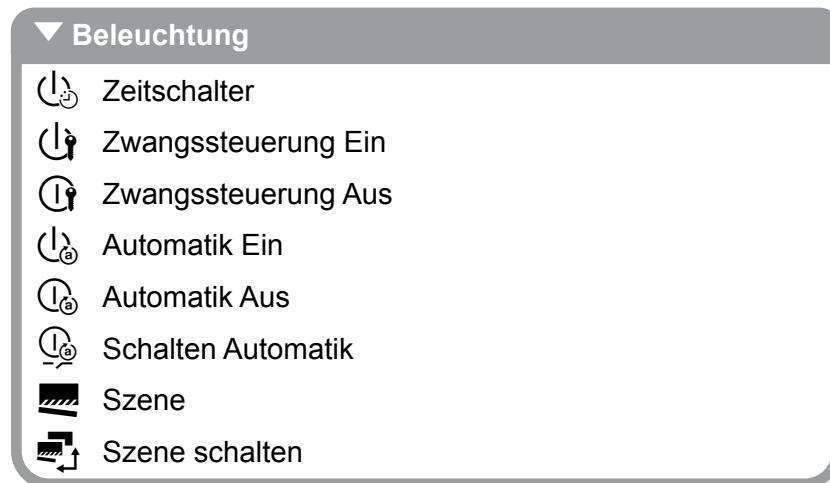 Beleuchtung
Zeitschalter
Zwangssteuerung Ein
Zwangssteuerung Aus
Automatik Ein
Automatik Aus
Schalten Automatik
Szene
Szene schalten